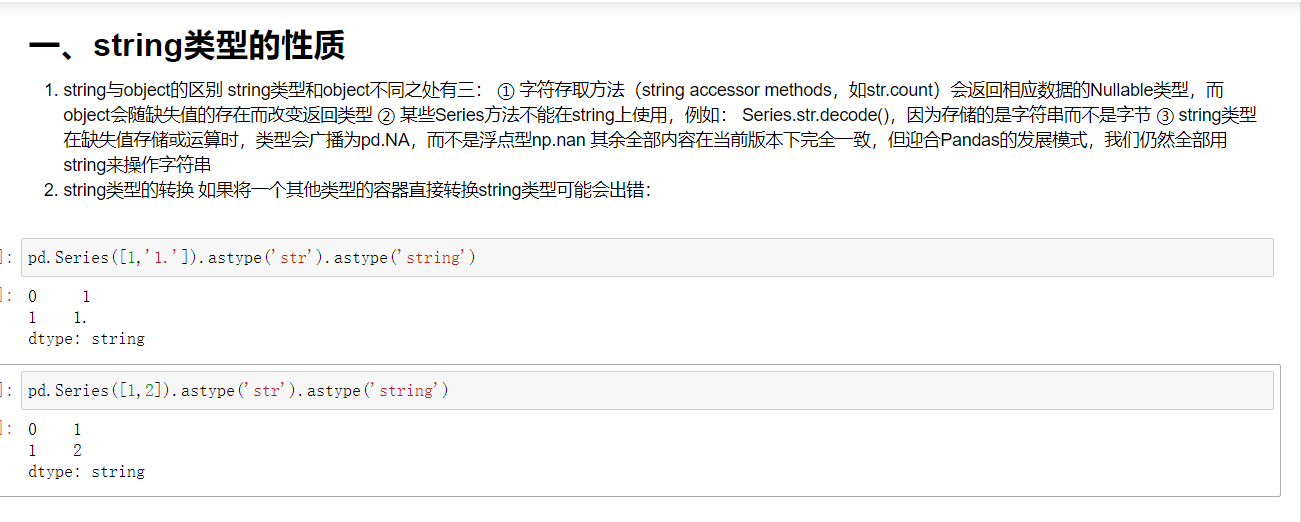 一、string类型的性质
1. string与object的区别 string类型和object不同之处有三： ① 字符存取方法（string accessor methods，如str.count）会返回相应数据的Nullable类型，而
object会随缺失值的存在而改变返回类型 ② 某些Series方法不能在string上使用，例如： Series.str.decode()，因为存储的是字符串而不是字节 ③ string类型
在缺失值存储或运算时，类型会广播为pd.NA，而不是浮点型np.nan 其余全部内容在当前版本下完全一致，但迎合Pandas的发展模式，我们仍然全部用
string来操作字符串
2. string类型的转换 如果将一个其他类型的容器直接转换string类型可能会出错：
]: pd.Series([1,'1.']).astype('str').astype('string')
]: 0 1
1 1.
dtype: string
]: pd.Series([1,2]).astype('str').astype('string')
]: 0 1
1 2
dtype: string